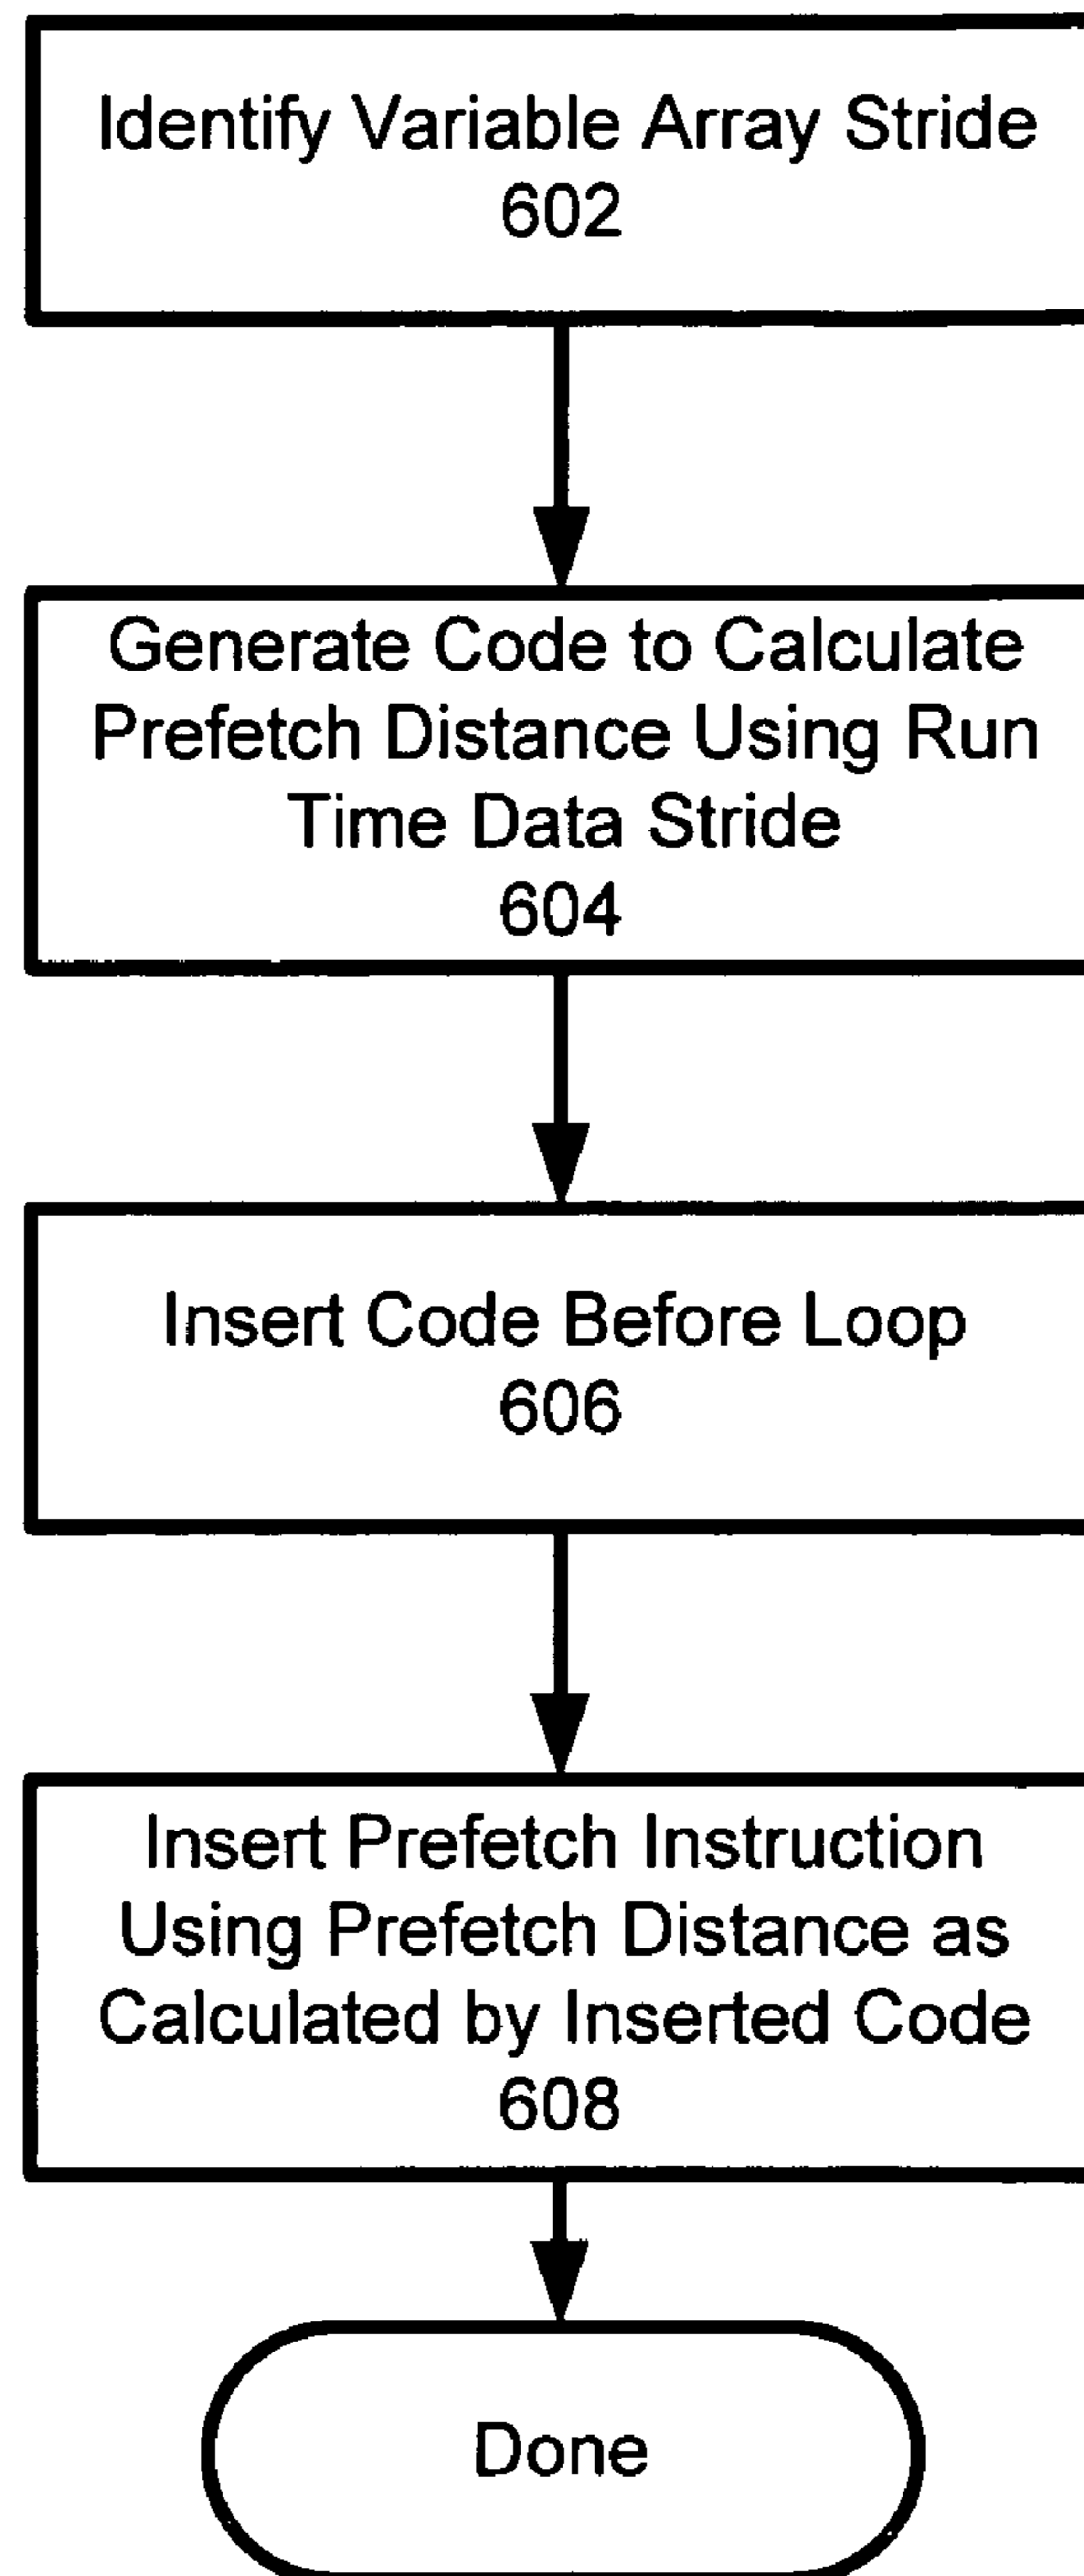 Identify Variable Array Stride
602
Generate Code to Calculate
Prefetch Distance Using Run
Time Data Stride
604
Insert Code Before Loop
606
Insert Prefetch Instruction
Using Prefetch Distance as
Calculated by Inserted Code
608
Done